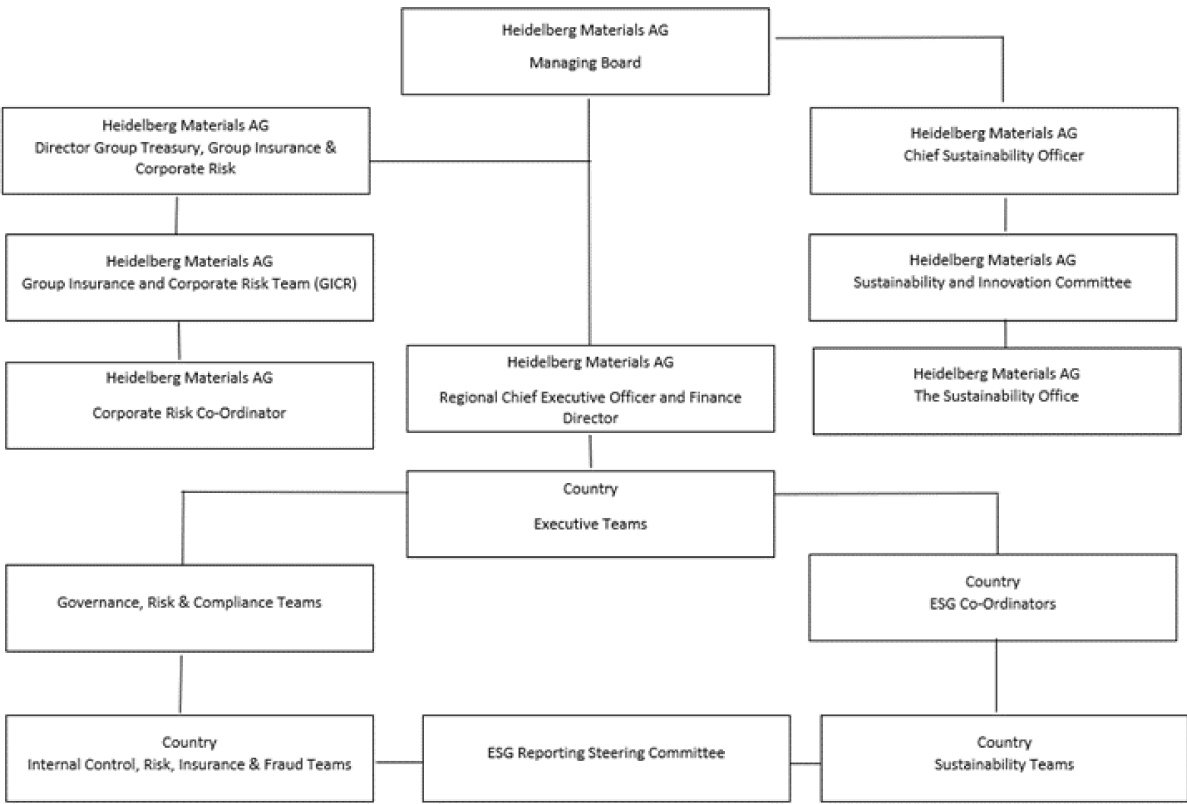 Heidelberg Materials AG
Managing Board
Heidelberg Materials AG
Director Group Treasury, Group Insurance &
Corporate Risk
Heidelberg Materials AG
Chief Sustainability Officer
Heidelberg Materials AG
Group Insurance and Corporate Risk Team (GICR)
Heidelberg Materials AG
Sustainability and Innovation Committee
Heidelberg Materials AG
Corporate Risk Co-Ordinator
Heidelberg Materials AG
Regional Chief Executive Officer and Finance
Director
Heidelberg Materials AG
The Sustainability Office
Country
Executive Teams
Governance, Risk & Compliance Teams
Country
ESG Co-Ordinators
Country
Internal Control, Risk, Insurance & Fraud Teams
ESG Reporting Steering Committee
Country
Sustainability Teams